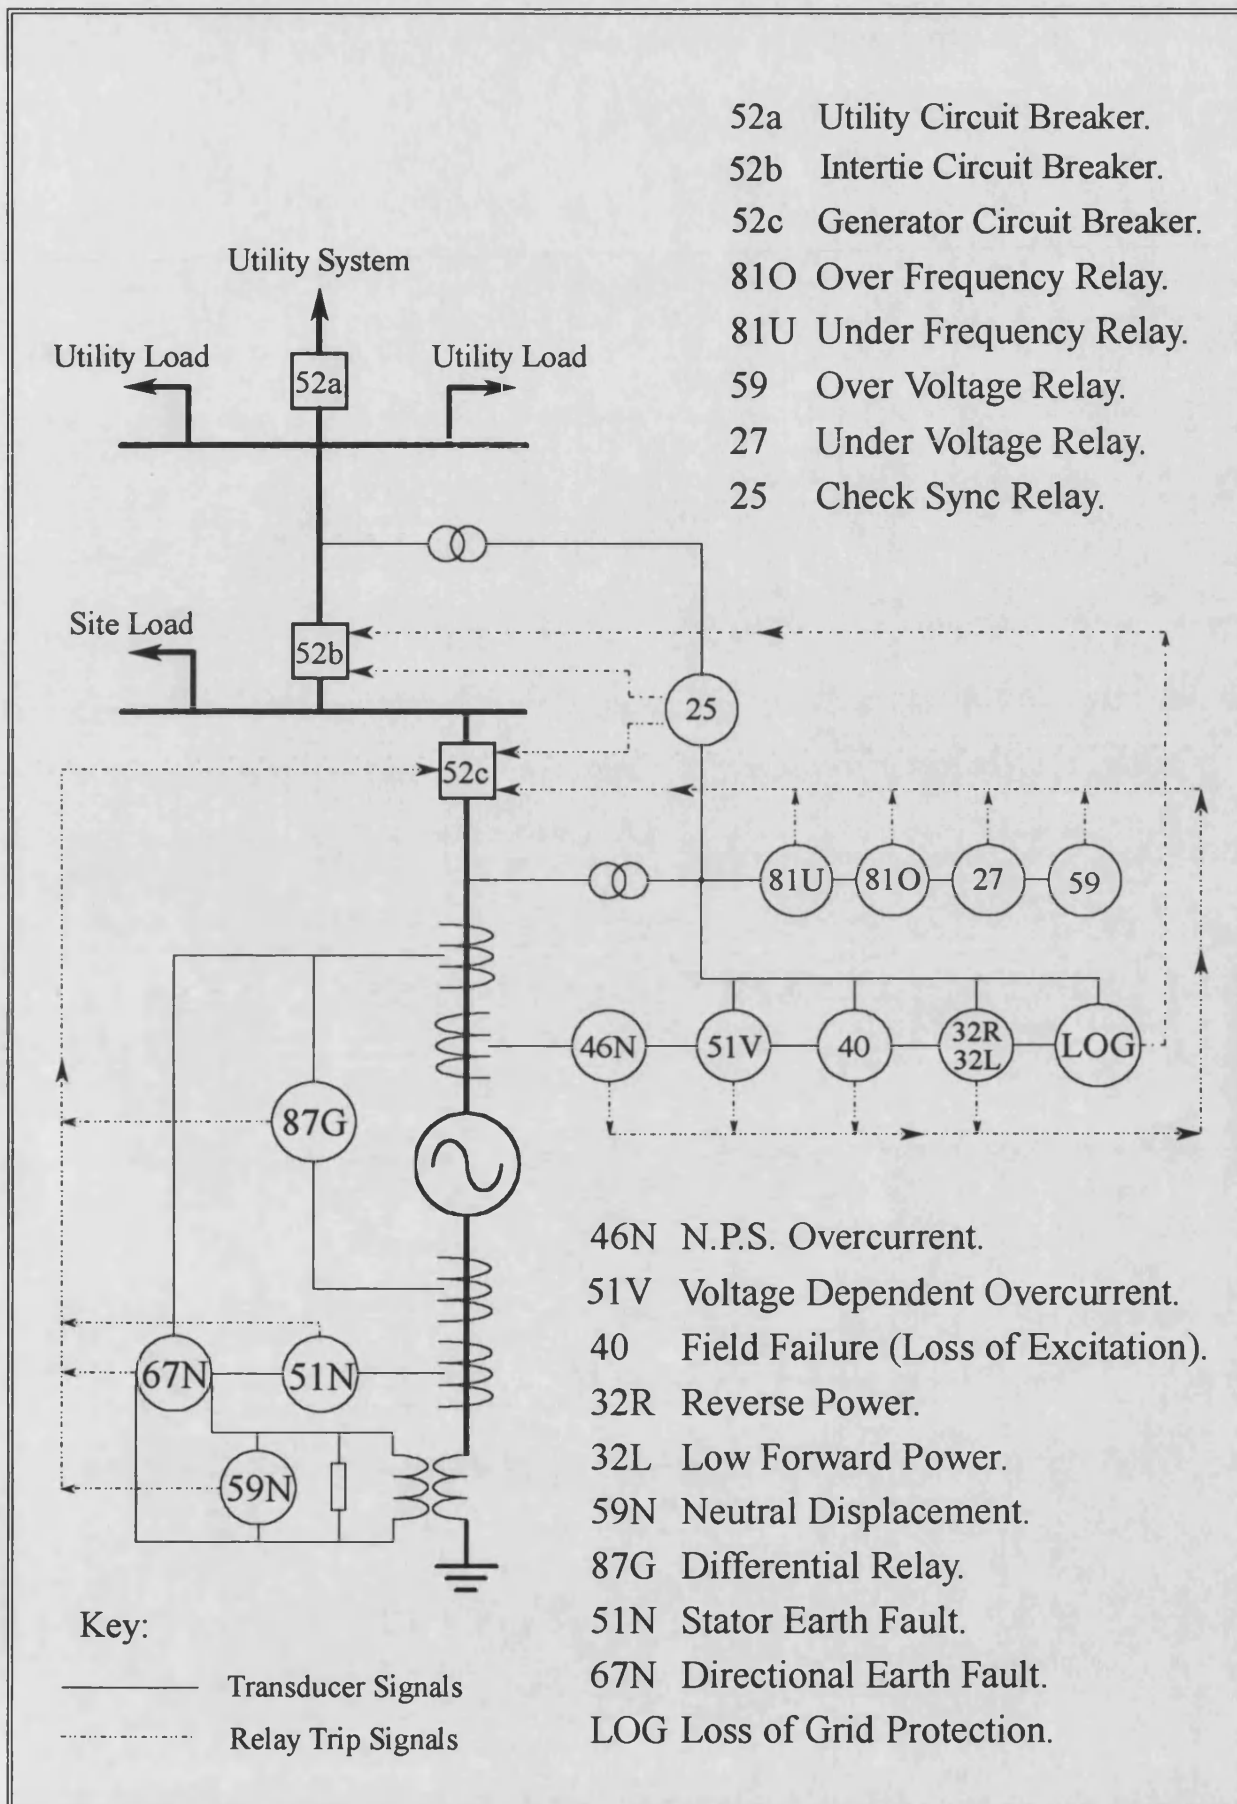 52a Utility Circuit Breaker.
52b Intertie Circuit Breaker.
52c Generator Circuit Breaker.
81O Over Frequency Relay.
81U Under Frequency Relay.
59 Over Voltage Relay.
27 Under Voltage Relay.
25 Check Sync Relay.
Utility System
Utility Load
52a
Utility Load
Site Load
52b
25
52c
81U
81O
27
59
46N
51V
40
32R
32L
LOG
87G
67N
51N
59N
46N N.P.S. Overcurrent.
51V Voltage Dependent Overcurrent.
40 Field Failure (Loss of Excitation).
32R Reverse Power.
32L Low Forward Power.
59N Neutral Displacement.
87G Differential Relay.
51N Stator Earth Fault.
67N Directional Earth Fault.
LOG Loss of Grid Protection.
Key:
Transducer Signals
Relay Trip Signals